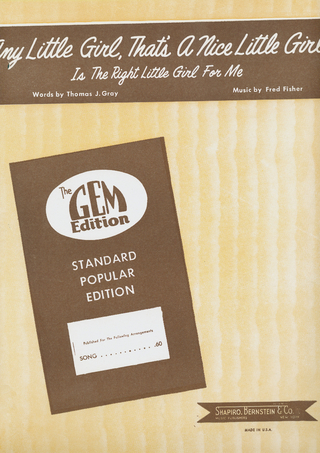 Any Little Girl, That's A Nice Little Girl
Is The Right Little Girl For Me
Words by Thomas J. Gray
Music by Fred Fisher
The
GEM
Edition
STANDARD
POPULAR
EDITION
Published For The Following Arrangements
SONG . . . . . . . . .60
SHAPIRO, BERNSTEIN & CO.
MADE IN U.S.A.